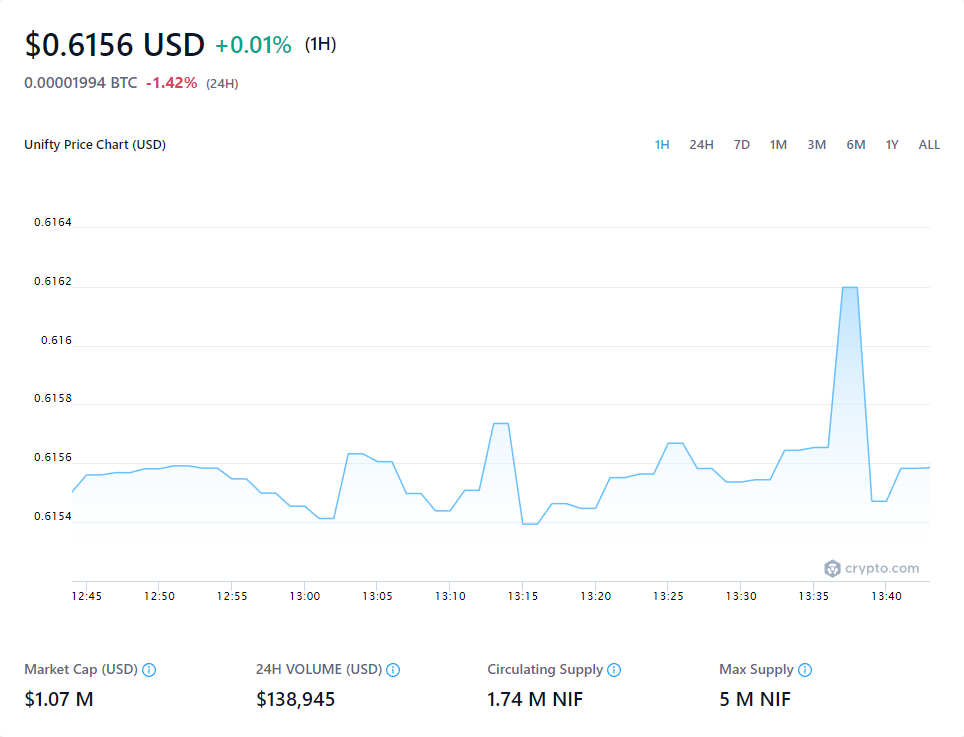 $0.6156 USD +0.01% (1H)
0.00001994 BTC -1.42% (24H)
Unifty Price Chart (USD) 1H 24H 7D 1M 3M 6M 1Y ALL
0.6164
0.6162
0.616
0.6158
0.6156
0.6154
crypto.com
12:45 12:50 12:55 13:00 13:05 13:10 13:15 13:20 13:25 13:30 13:35 13:40
Market Cap (USD) 24H VOLUME (USD) Circulating Supply Max Supply
$1.07 M $138,945 1.74 M NIF 5 M NIF